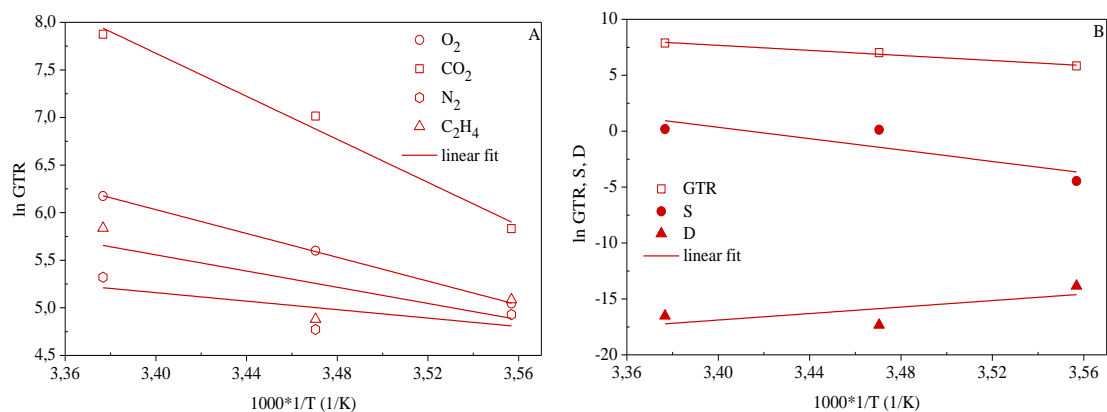 A
8,0
7,5
7,0
6,5
6,0
5,5
5,0
4,5
ln GTR
O₂
CO₂
N₂
C₂H₄
linear fit
3,36
3,40
3,44
3,48
3,52
3,56
1000*1/T (1/K)
B
10
5
0
-5
-10
-15
-20
ln GTR, S, D
GTR
S
D
linear fit
3,36
3,40
3,44
3,48
3,52
3,56
1000*1/T (1/K)